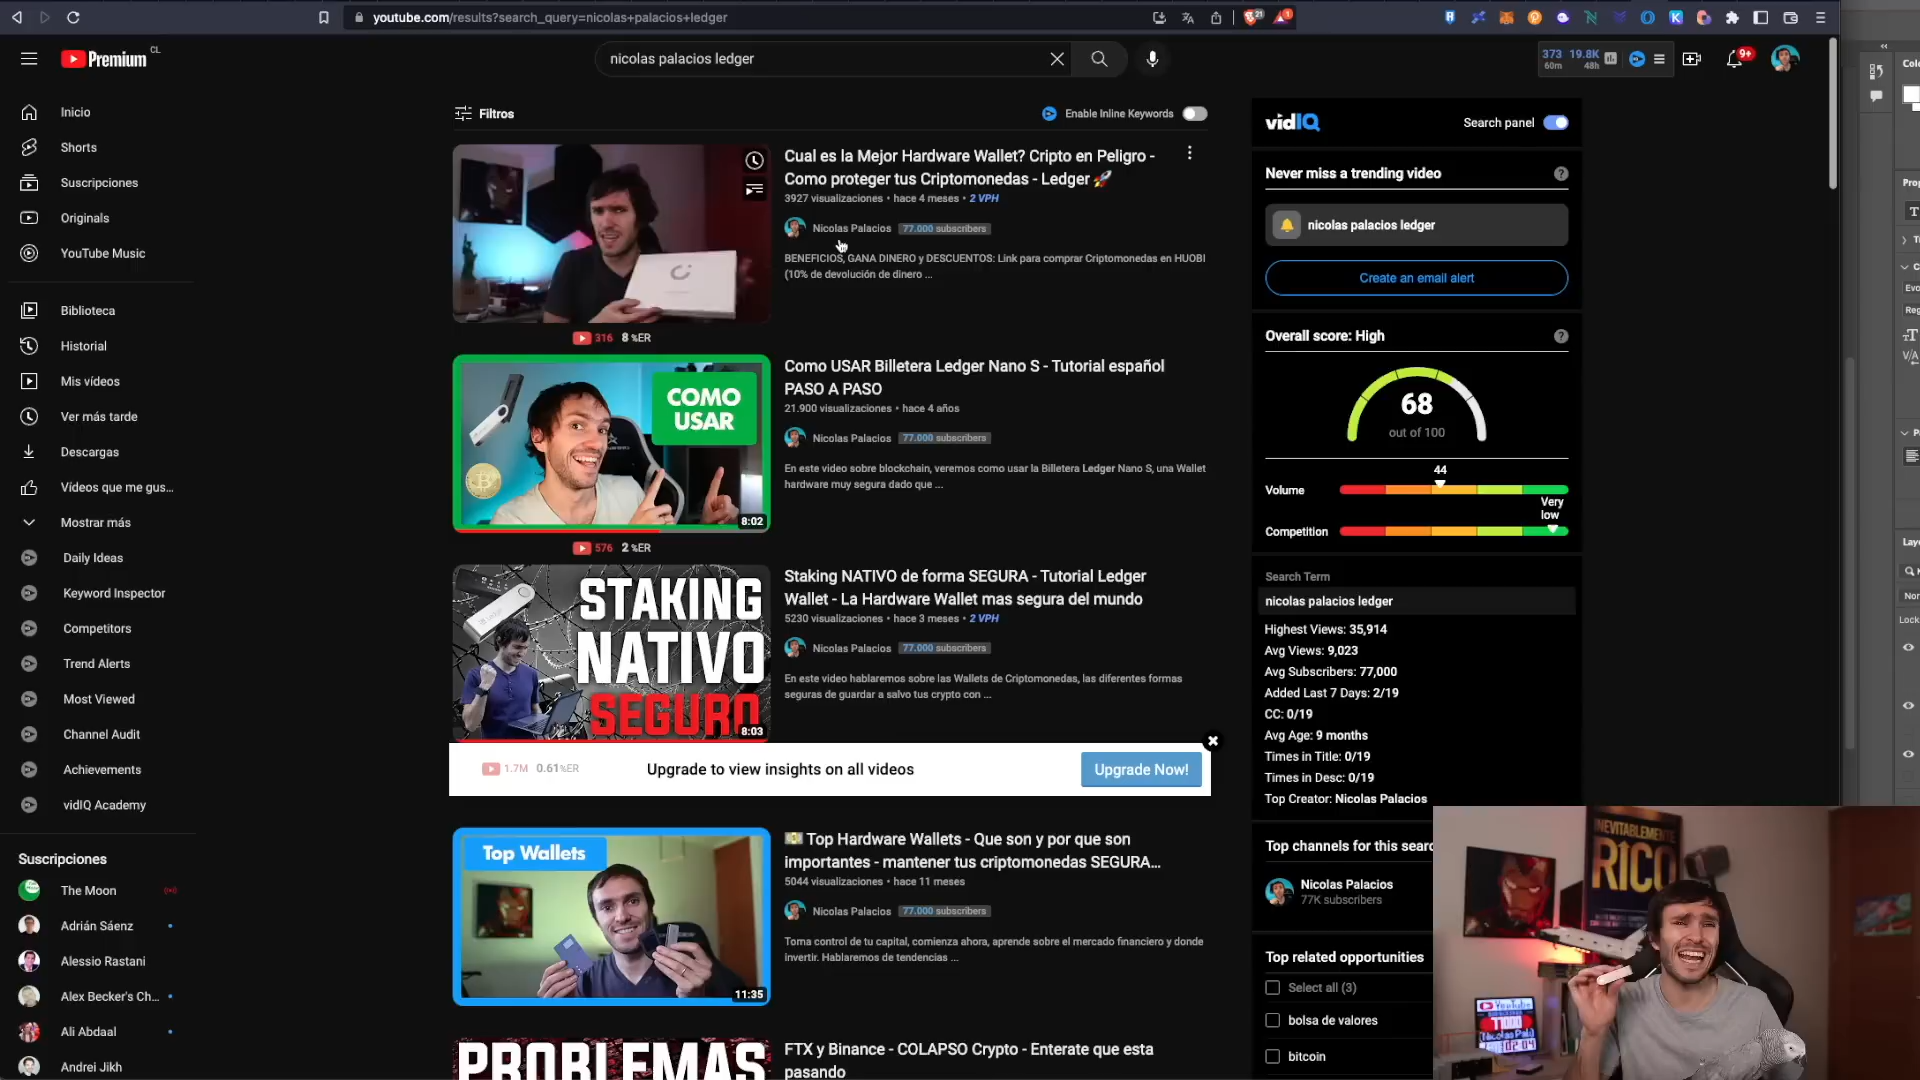 youtube.com/results?search_query=nicolas+palacios+ledger
Premium CL
nicolas palacios ledger
373 19.8K
60m 48h
9+
Inicio
Shorts
Suscripciones
Originals
YouTube Music
Biblioteca
Historial
Mis vídeos
Ver más tarde
Descargas
Vídeos que me gus...
Mostrar más
Daily Ideas
Keyword Inspector
Competitors
Trend Alerts
Most Viewed
Channel Audit
Achievements
vidIQ Academy
Suscripciones
The Moon
Adrián Sáenz
Alessio Rastani
Alex Becker's Ch...
Ali Abdaal
Andrei Jikh
Filtros
Enable Inline Keywords
Cual es la Mejor Hardware Wallet? Cripto en Peligro -
Como proteger tus Criptomonedas - Ledger 🚀
3927 visualizaciones • hace 4 meses • 2 VPH
Nicolas Palacios 77.000 subscribers
BENEFICIOS, GANA DINERO y DESCUENTOS: Link para comprar Criptomonedas en HUOBI
(10% de devolución de dinero ...
316 8 %ER
COMO
USAR
8:02
Como USAR Billetera Ledger Nano S - Tutorial español
PASO A PASO
21.900 visualizaciones • hace 4 años
Nicolas Palacios 77.000 subscribers
En este video sobre blockchain, veremos como usar la Billetera Ledger Nano S, una Wallet
hardware muy segura dado que ...
576 2 %ER
STAKING
NATIVO
SEGURO
8:03
Staking NATIVO de forma SEGURA - Tutorial Ledger
Wallet - La Hardware Wallet mas segura del mundo
5230 visualizaciones • hace 3 meses • 2 VPH
Nicolas Palacios 77.000 subscribers
En este video hablaremos sobre las Wallets de Criptomonedas, las diferentes formas
seguras de guardar a salvo tus crypto con ...
1.7M 0.61%ER
Upgrade to view insights on all videos
Upgrade Now!
Top Wallets
11:35
💵 Top Hardware Wallets - Que son y por que son
importantes - mantener tus criptomonedas SEGURA...
5044 visualizaciones • hace 11 meses
Nicolas Palacios 77.000 subscribers
Toma control de tu capital, comienza ahora, aprende sobre el mercado financiero y donde
invertir. Hablaremos de tendencias ...
PROBLEMAS
FTX y Binance - COLAPSO Crypto - Enterate que esta
pasando
vidIQ
Search panel
Never miss a trending video
nicolas palacios ledger
Create an email alert
Overall score: High
68
out of 100
44
Volume
Very
low
Competition
Search Term
nicolas palacios ledger
Highest Views: 35,914
Avg Views: 9,023
Avg Subscribers: 77,000
Added Last 7 Days: 2/19
CC: 0/19
Avg Age: 9 months
Times in Title: 0/19
Times in Desc: 0/19
Top Creator: Nicolas Palacios
Top channels for this searc
Nicolas Palacios
77K subscribers
Top related opportunities
Select all (3)
bolsa de valores
bitcoin
INEVITABLEMENTE
RICO
YouTube